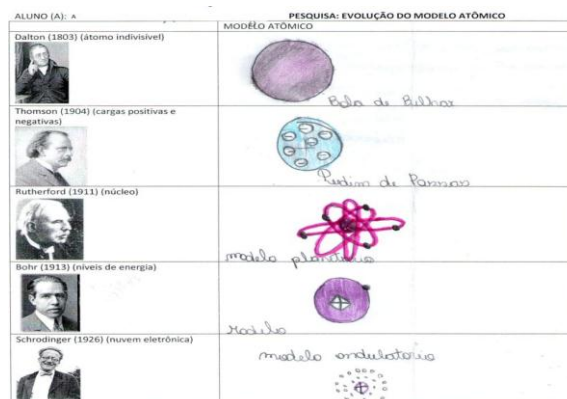 ALUNO (A): A
PESQUISA: EVOLUÇÃO DO MODELO ATÔMICO
MODELO ATÔMICO
Dalton (1803) (átomo indivisível)
Bola de Bilhar
Thomson (1904) (cargas positivas e
negativas)
Pudim de Passas
Rutherford (1911) (núcleo)
modelo planetário
Bohr (1913) (níveis de energia)
Modelo
Schrodinger (1926) (nuvem eletrônica)
modelo ondulatorio